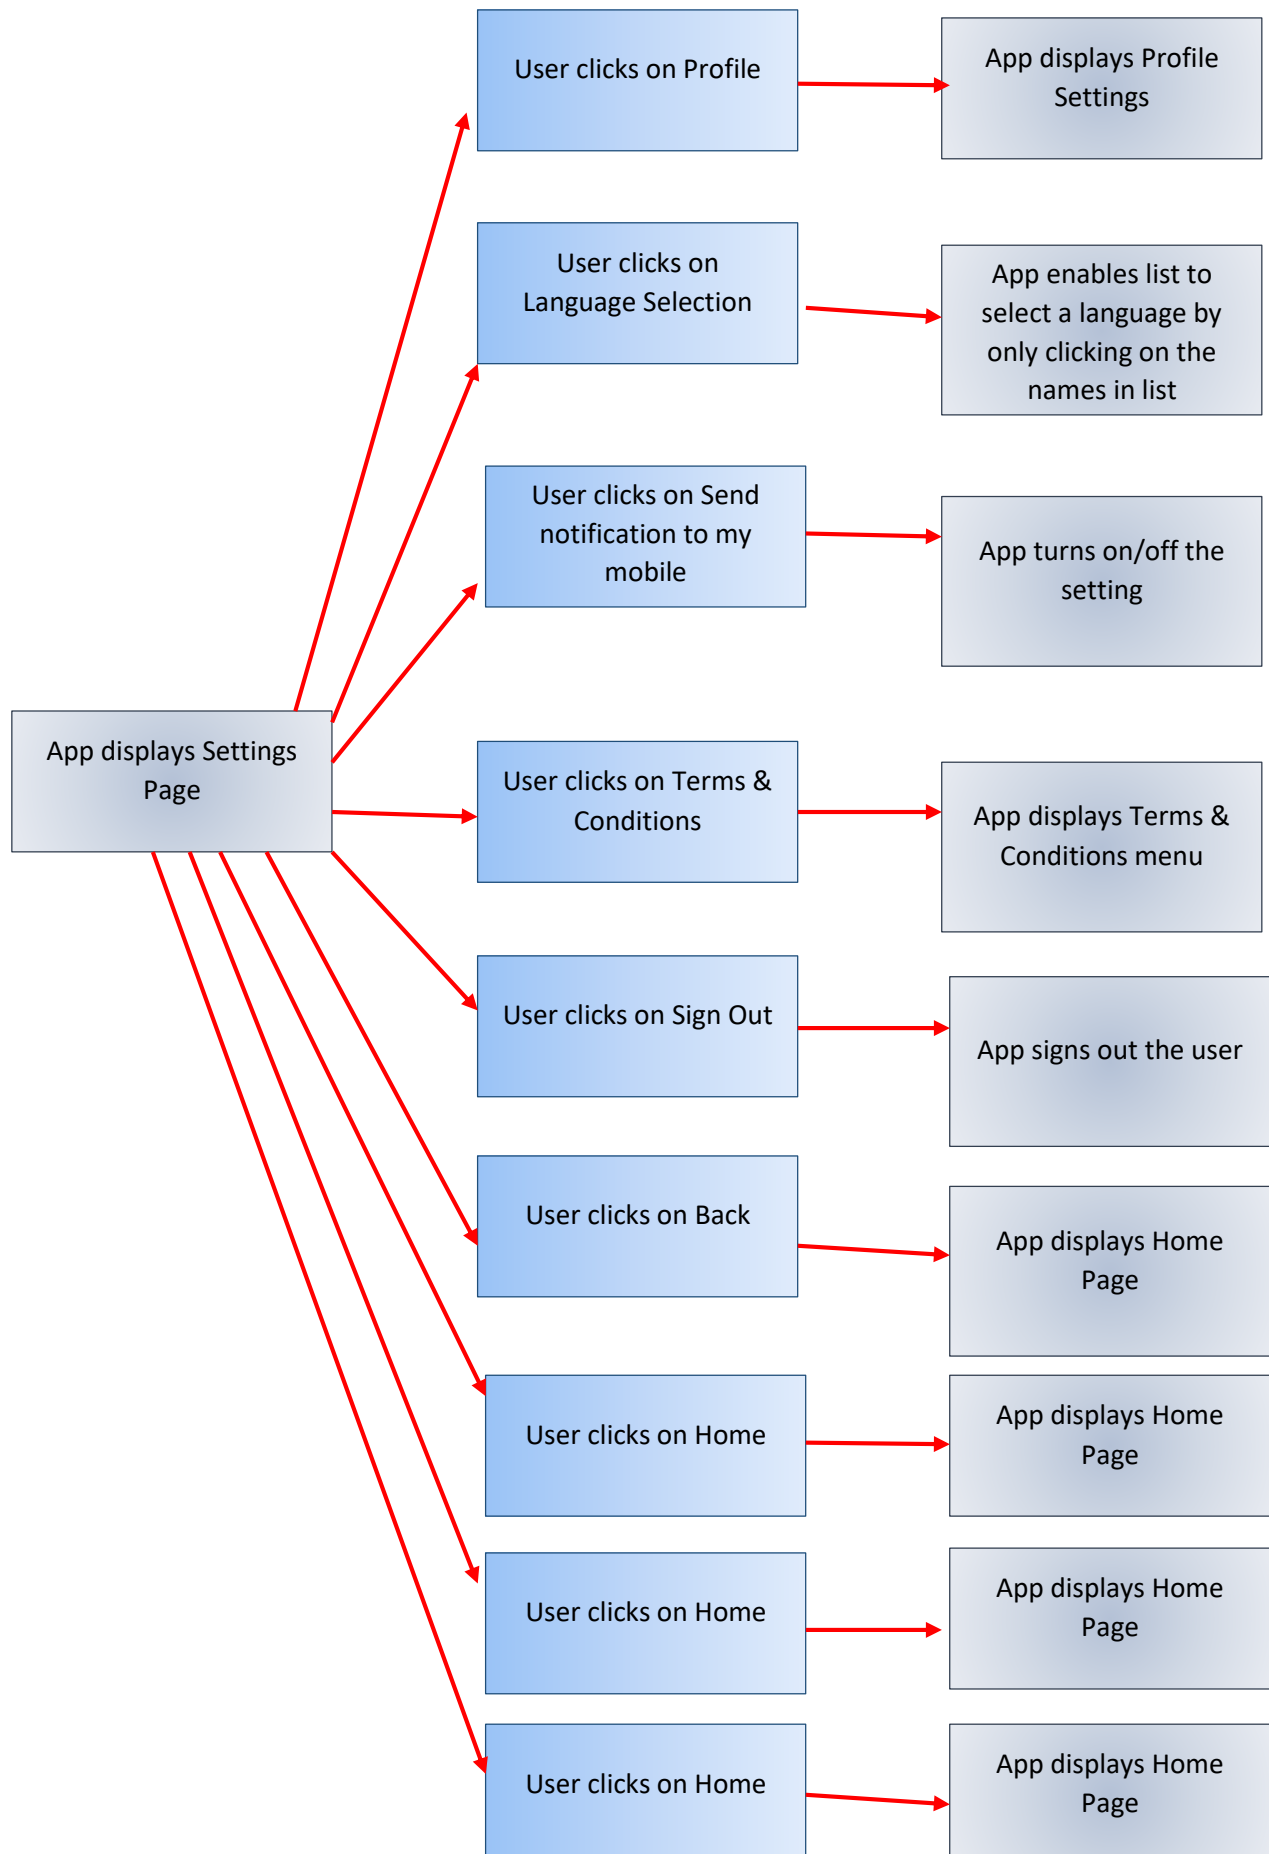 User clicks on Profile
App displays Profile
Settings
User clicks on
Language Selection
App enables list to
select a language by
only clicking on the
names in list
User clicks on Send
notification to my
mobile
App turns on/off the
setting
App displays Settings
Page
User clicks on Terms &
Conditions
App displays Terms &
Conditions menu
User clicks on Sign Out
App signs out the user
User clicks on Back
App displays Home
Page
User clicks on Home
App displays Home
Page
User clicks on Home
App displays Home
Page
User clicks on Home
App displays Home
Page